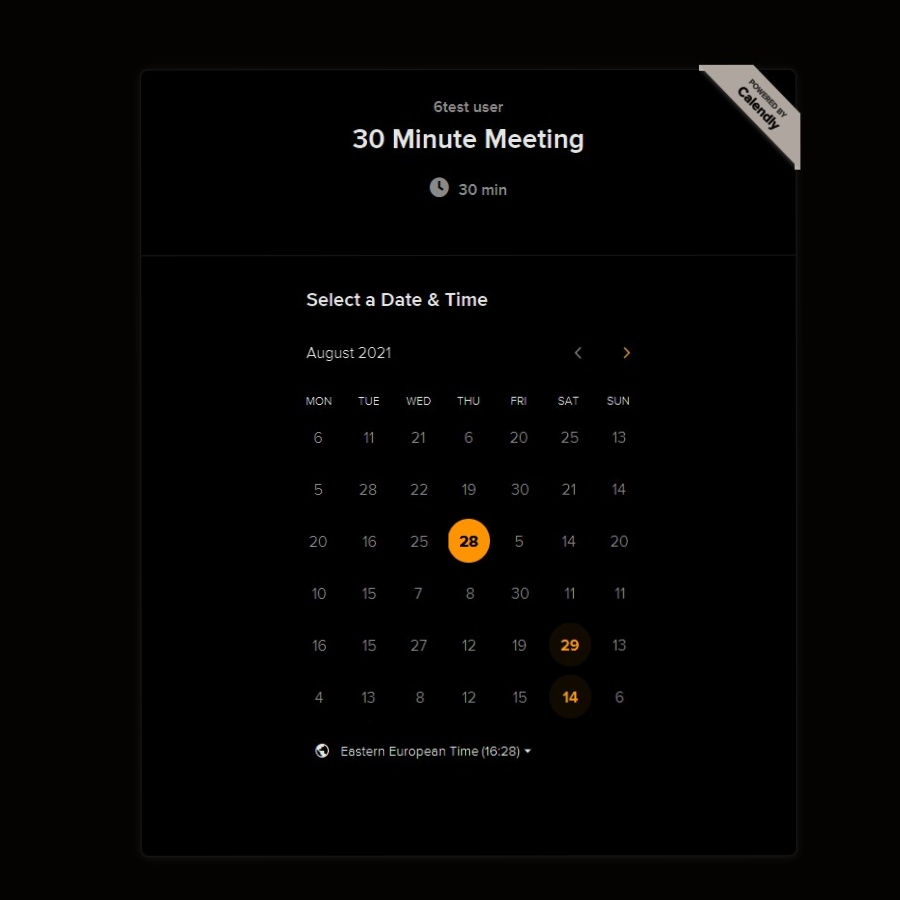 POWERED BY
Calendly
6test user
30 Minute Meeting
30 min
Select a Date & Time
August 2021
MON TUE WED THU FRI SAT SUN
6 11 21 6 20 25 13
5 28 22 19 30 21 14
20 16 25 28 5 14 20
10 15 7 8 30 11 11
16 15 27 12 19 29 13
4 13 8 12 15 14 6
Eastern European Time (16:28)